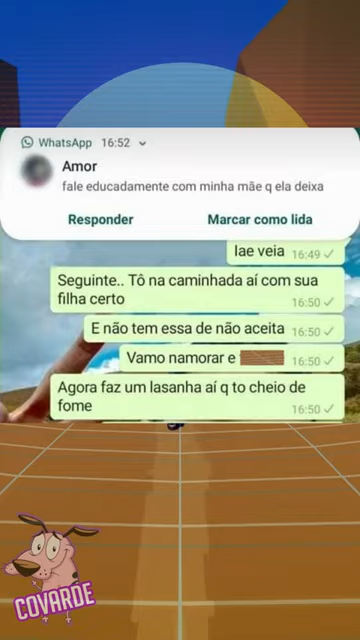 WhatsApp 16:52
Amor
fale educadamente com minha mãe q ela deixa
Responder Marcar como lida
Iae veia 16:49
Seguinte.. Tô na caminhada aí com sua
filha certo 16:50
E não tem essa de não aceita 16:50
Vamo namorar e 16:50
Agora faz um lasanha aí q to cheio de
fome 16:50
COVARDE